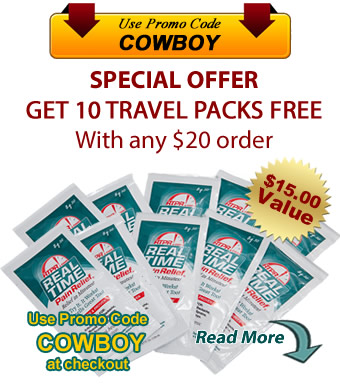 Use Promo Code
COWBOY
SPECIAL OFFER
GET 10 TRAVEL PACKS FREE
With any $20 order
$15.00
Value
RTPR
REAL
TIME
Pain Relief
Use Promo Code
COWBOY
at checkout
Read More